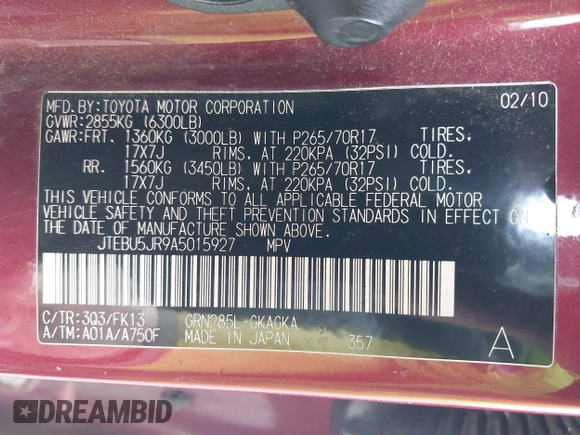 MFD.BY:TOYOTA MOTOR CORPORATION 02/10
GVWR:2855KG (6300LB)
GAWR:FRT. 1360KG (3000LB) WITH P265/70R17 TIRES,
17X7J RIMS, AT 220KPA (32PSI) COLD.
RR. 1560KG (3450LB) WITH P265/70R17 TIRES,
17X7J RIMS, AT 220KPA (32PSI) COLD.
THIS VEHICLE CONFORMS TO ALL APPLICABLE FEDERAL MOTOR
VEHICLE SAFETY AND THEFT PREVENTION STANDARDS IN EFFECT ON
THE DATE OF MANUFACTURE SHOWN ABOVE.
JTEBU5JR9A5015927 MPV
C/TR:3Q3/FK13 GRN285L-GKAGKA
A/TM:A01A/A750F MADE IN JAPAN 357 A
DREAMBID